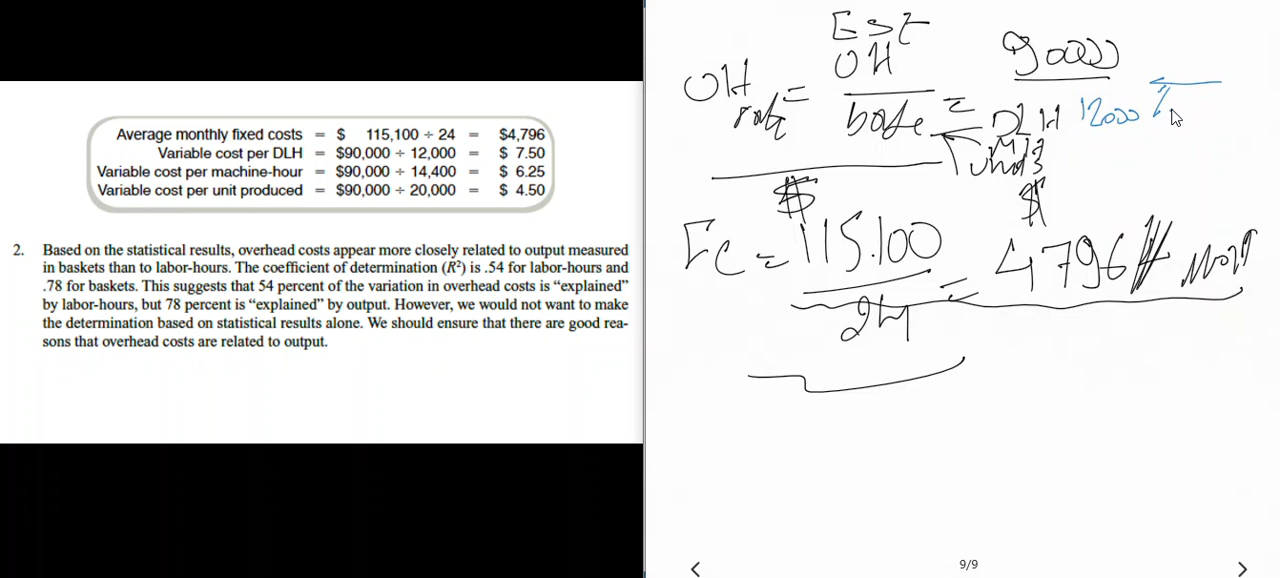 Average monthly fixed costs = $ 115,100 ÷ 24 = $4,796
Variable cost per DLH = $90,000 ÷ 12,000 = $ 7.50
Variable cost per machine-hour = $90,000 ÷ 14,400 = $ 6.25
Variable cost per unit produced = $90,000 ÷ 20,000 = $ 4.50
2. Based on the statistical results, overhead costs appear more closely related to output measured
in baskets than to labor-hours. The coefficient of determination (R²) is .54 for labor-hours and
.78 for baskets. This suggests that 54 percent of the variation in overhead costs is “explained”
by labor-hours, but 78 percent is “explained” by output. However, we would not want to make
the determination based on statistical results alone. We should ensure that there are good rea-
sons that overhead costs are related to output.
Est
OH
OH rate =
base =
DLH 12000
$
$
= 115.100
24
= 4796
9/9